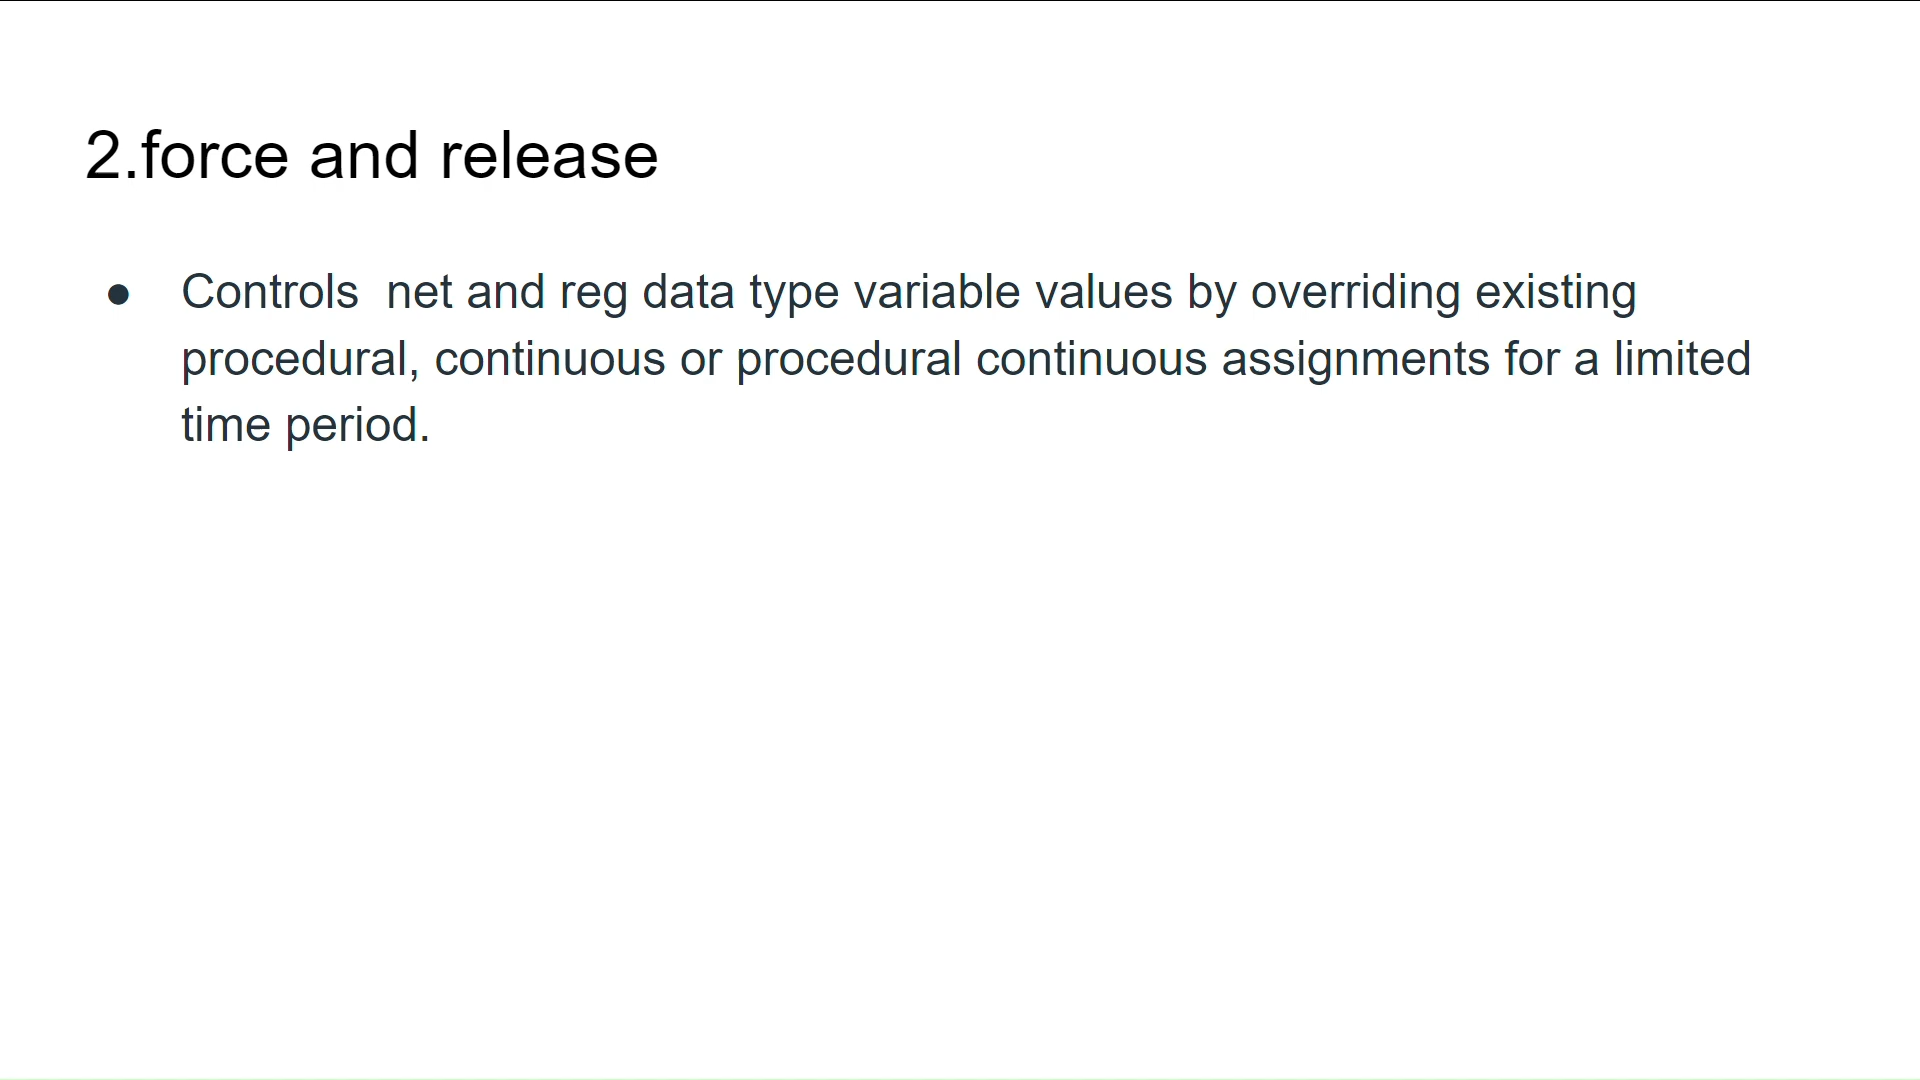 2.force and release
● Controls  net and reg data type variable values by overriding existing
procedural, continuous or procedural continuous assignments for a limited
time period.